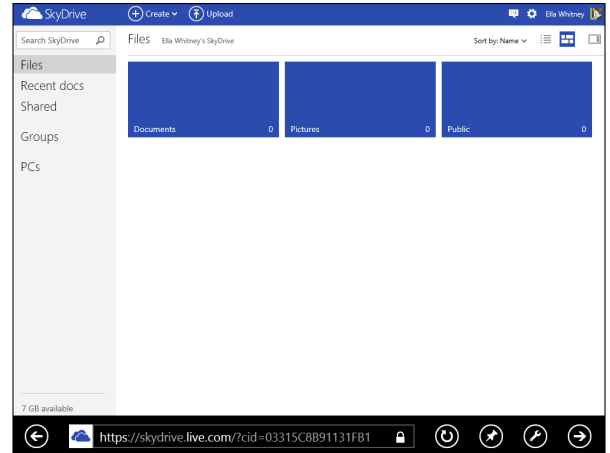 SkyDrive Create Upload Ella Whitney
Search SkyDrive
Files Ella Whitney's SkyDrive Sort by: Name
Files
Recent docs
Shared
Groups
PCs
Documents 0 Pictures 0 Public 0
7 GB available
https://skydrive.live.com/?cid=03315C8B91131FB1